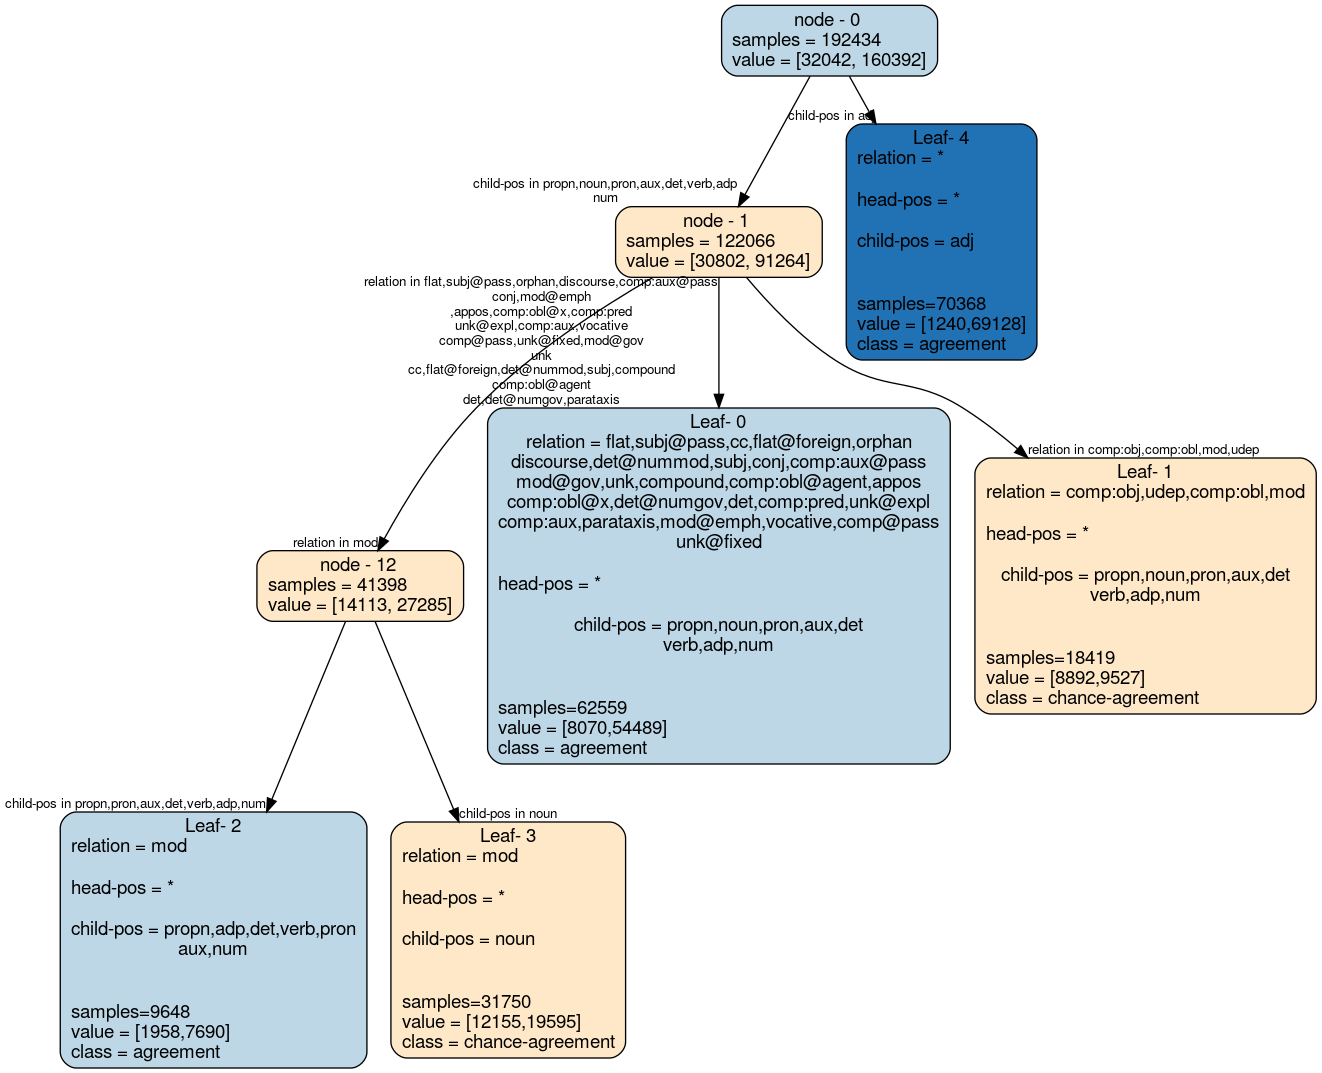 node - 0
samples = 192434
value = [32042, 160392]
child-pos in
Leaf- 4
relation = *
head-pos = *
child-pos = adj
samples=70368
value = [1240,69128]
class = agreement
child-pos in propn,noun,pron,aux,det,verb,adp
num
node - 1
samples = 122066
value = [30802, 91264]
relation in flat,subj@pass,orphan,discourse,comp:aux@pass
conj,mod@emph
,appos,comp:obl@x,comp:pred
unk@expl,comp:aux,vocative
comp@pass,unk@fixed,mod@gov
unk
cc,flat@foreign,det@nummod,subj,compound
comp:obl@agent
det,det@numgov,parataxis
Leaf- 0
relation = flat,subj@pass,cc,flat@foreign,orphan
discourse,det@nummod,subj,conj,comp:aux@pass
mod@gov,unk,compound,comp:obl@agent,appos
comp:obl@x,det@numgov,det,comp:pred,unk@expl
comp:aux,parataxis,mod@emph,vocative,comp@pass
unk@fixed
head-pos = *
child-pos = propn,noun,pron,aux,det
verb,adp,num
samples=62559
value = [8070,54489]
class = agreement
relation in comp:obj,comp:obl,mod,udep
Leaf- 1
relation = comp:obj,udep,comp:obl,mod
head-pos = *
child-pos = propn,noun,pron,aux,det
verb,adp,num
samples=18419
value = [8892,9527]
class = chance-agreement
relation in mod
node - 12
samples = 41398
value = [14113, 27285]
child-pos in propn,pron,aux,det,verb,adp,num
Leaf- 2
relation = mod
head-pos = *
child-pos = propn,adp,det,verb,pron
aux,num
samples=9648
value = [1958,7690]
class = agreement
child-pos in noun
Leaf- 3
relation = mod
head-pos = *
child-pos = noun
samples=31750
value = [12155,19595]
class = chance-agreement